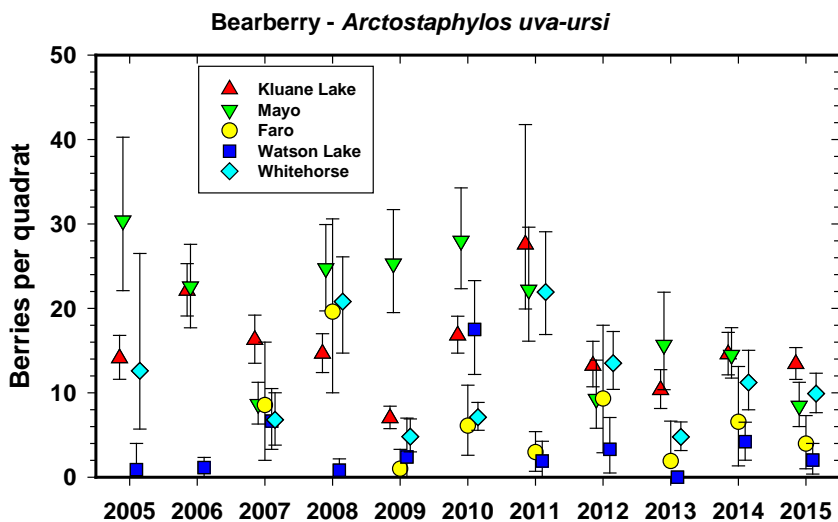 Bearberry - Arctostaphylos uva-ursi
Berries per quadrat
50
40
30
20
10
0
Kluane Lake
Mayo
Faro
Watson Lake
Whitehorse
2005 2006 2007 2008 2009 2010 2011 2012 2013 2014 2015